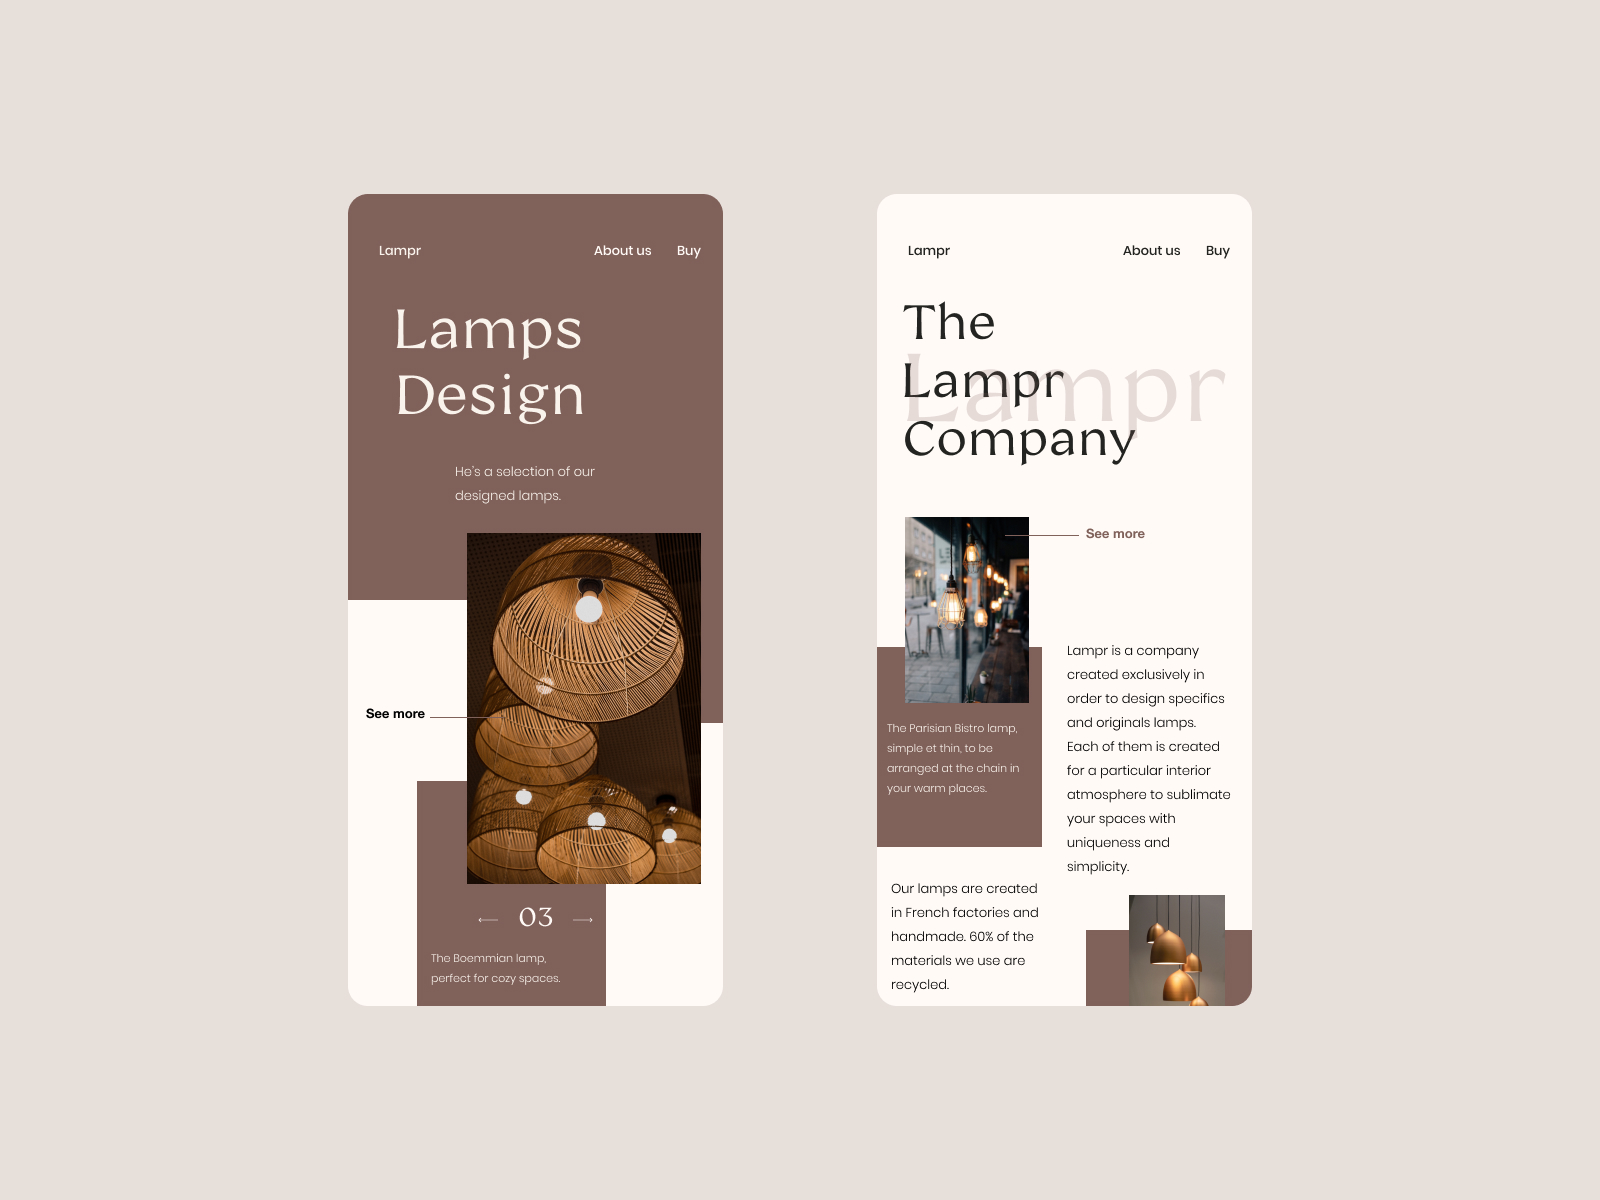 Lampr
About us
Buy
Lamps
Design
He's a selection of our
designed lamps.
See more
03
The Boemmian lamp,
perfect for cozy spaces.
Lampr
About us
Buy
The
Lampr
Company
Lampr
See more
The Parisian Bistro lamp,
simple et thin, to be
arranged at the chain in
your warm places.
Lampr is a company
created exclusively in
order to design specifics
and originals lamps.
Each of them is created
for a particular interior
atmosphere to sublimate
your spaces with
uniqueness and
simplicity.
Our lamps are created
in French factories and
handmade. 60% of the
materials we use are
recycled.